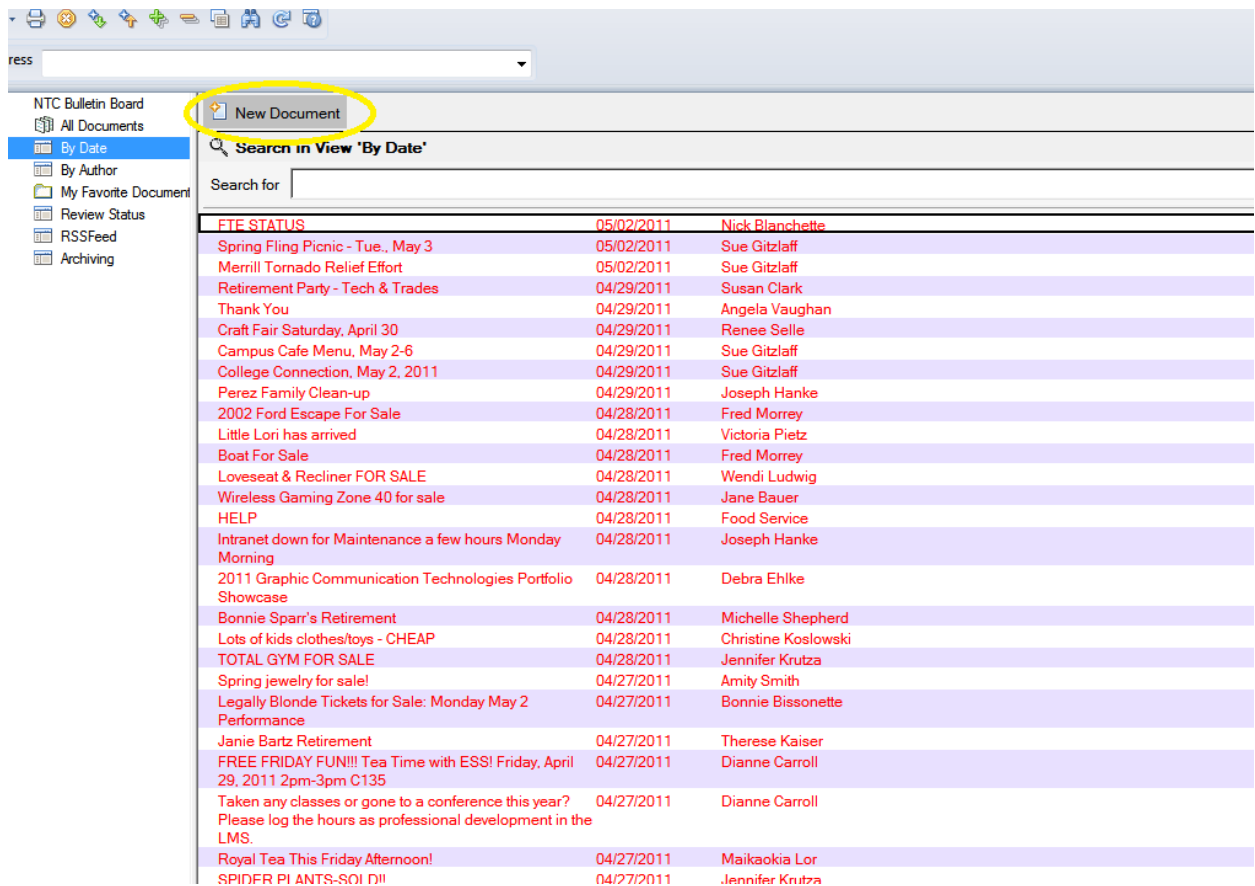 ress
NTC Bulletin Board
All Documents
By Date
By Author
My Favorite Document
Review Status
RSSFeed
Archiving
New Document
Search in View 'By Date'
Search for
FTE STATUS 05/02/2011 Nick Blanchette
Spring Fling Picnic - Tue., May 3 05/02/2011 Sue Gitzlaff
Merrill Tornado Relief Effort 05/02/2011 Sue Gitzlaff
Retirement Party - Tech & Trades 04/29/2011 Susan Clark
Thank You 04/29/2011 Angela Vaughan
Craft Fair Saturday, April 30 04/29/2011 Renee Selle
Campus Cafe Menu, May 2-6 04/29/2011 Sue Gitzlaff
College Connection, May 2, 2011 04/29/2011 Sue Gitzlaff
Perez Family Clean-up 04/29/2011 Joseph Hanke
2002 Ford Escape For Sale 04/28/2011 Fred Morrey
Little Lori has arrived 04/28/2011 Victoria Pietz
Boat For Sale 04/28/2011 Fred Morrey
Loveseat & Recliner FOR SALE 04/28/2011 Wendi Ludwig
Wireless Gaming Zone 40 for sale 04/28/2011 Jane Bauer
HELP 04/28/2011 Food Service
Intranet down for Maintenance a few hours Monday 04/28/2011 Joseph Hanke
Morning
2011 Graphic Communication Technologies Portfolio 04/28/2011 Debra Ehlke
Showcase
Bonnie Sparr's Retirement 04/28/2011 Michelle Shepherd
Lots of kids clothes/toys - CHEAP 04/28/2011 Christine Koslowski
TOTAL GYM FOR SALE 04/28/2011 Jennifer Krutza
Spring jewelry for sale! 04/27/2011 Amity Smith
Legally Blonde Tickets for Sale: Monday May 2 04/27/2011 Bonnie Bissonette
Performance
Janie Bartz Retirement 04/27/2011 Therese Kaiser
FREE FRIDAY FUN!!! Tea Time with ESS! Friday, April 04/27/2011 Dianne Carroll
29, 2011 2pm-3pm C135
Taken any classes or gone to a conference this year? 04/27/2011 Dianne Carroll
Please log the hours as professional development in the
LMS.
Royal Tea This Friday Afternoon! 04/27/2011 Maikaokia Lor
SPIDER PLANTS-SOLD!! 04/27/2011 Jennifer Krutza